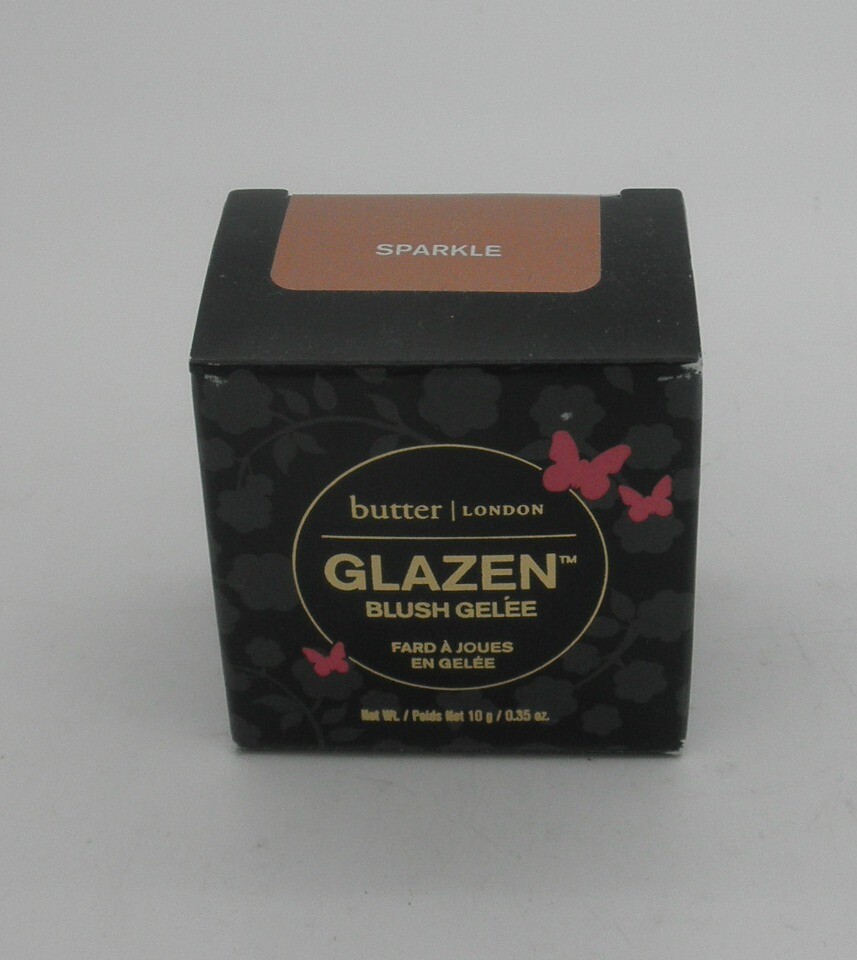 SPARKLE
butter | LONDON
GLAZEN™
BLUSH GELÉE
FARD À JOUES
EN GELÉE
Net Wt. / Poids Net 10 g / 0.35 oz.